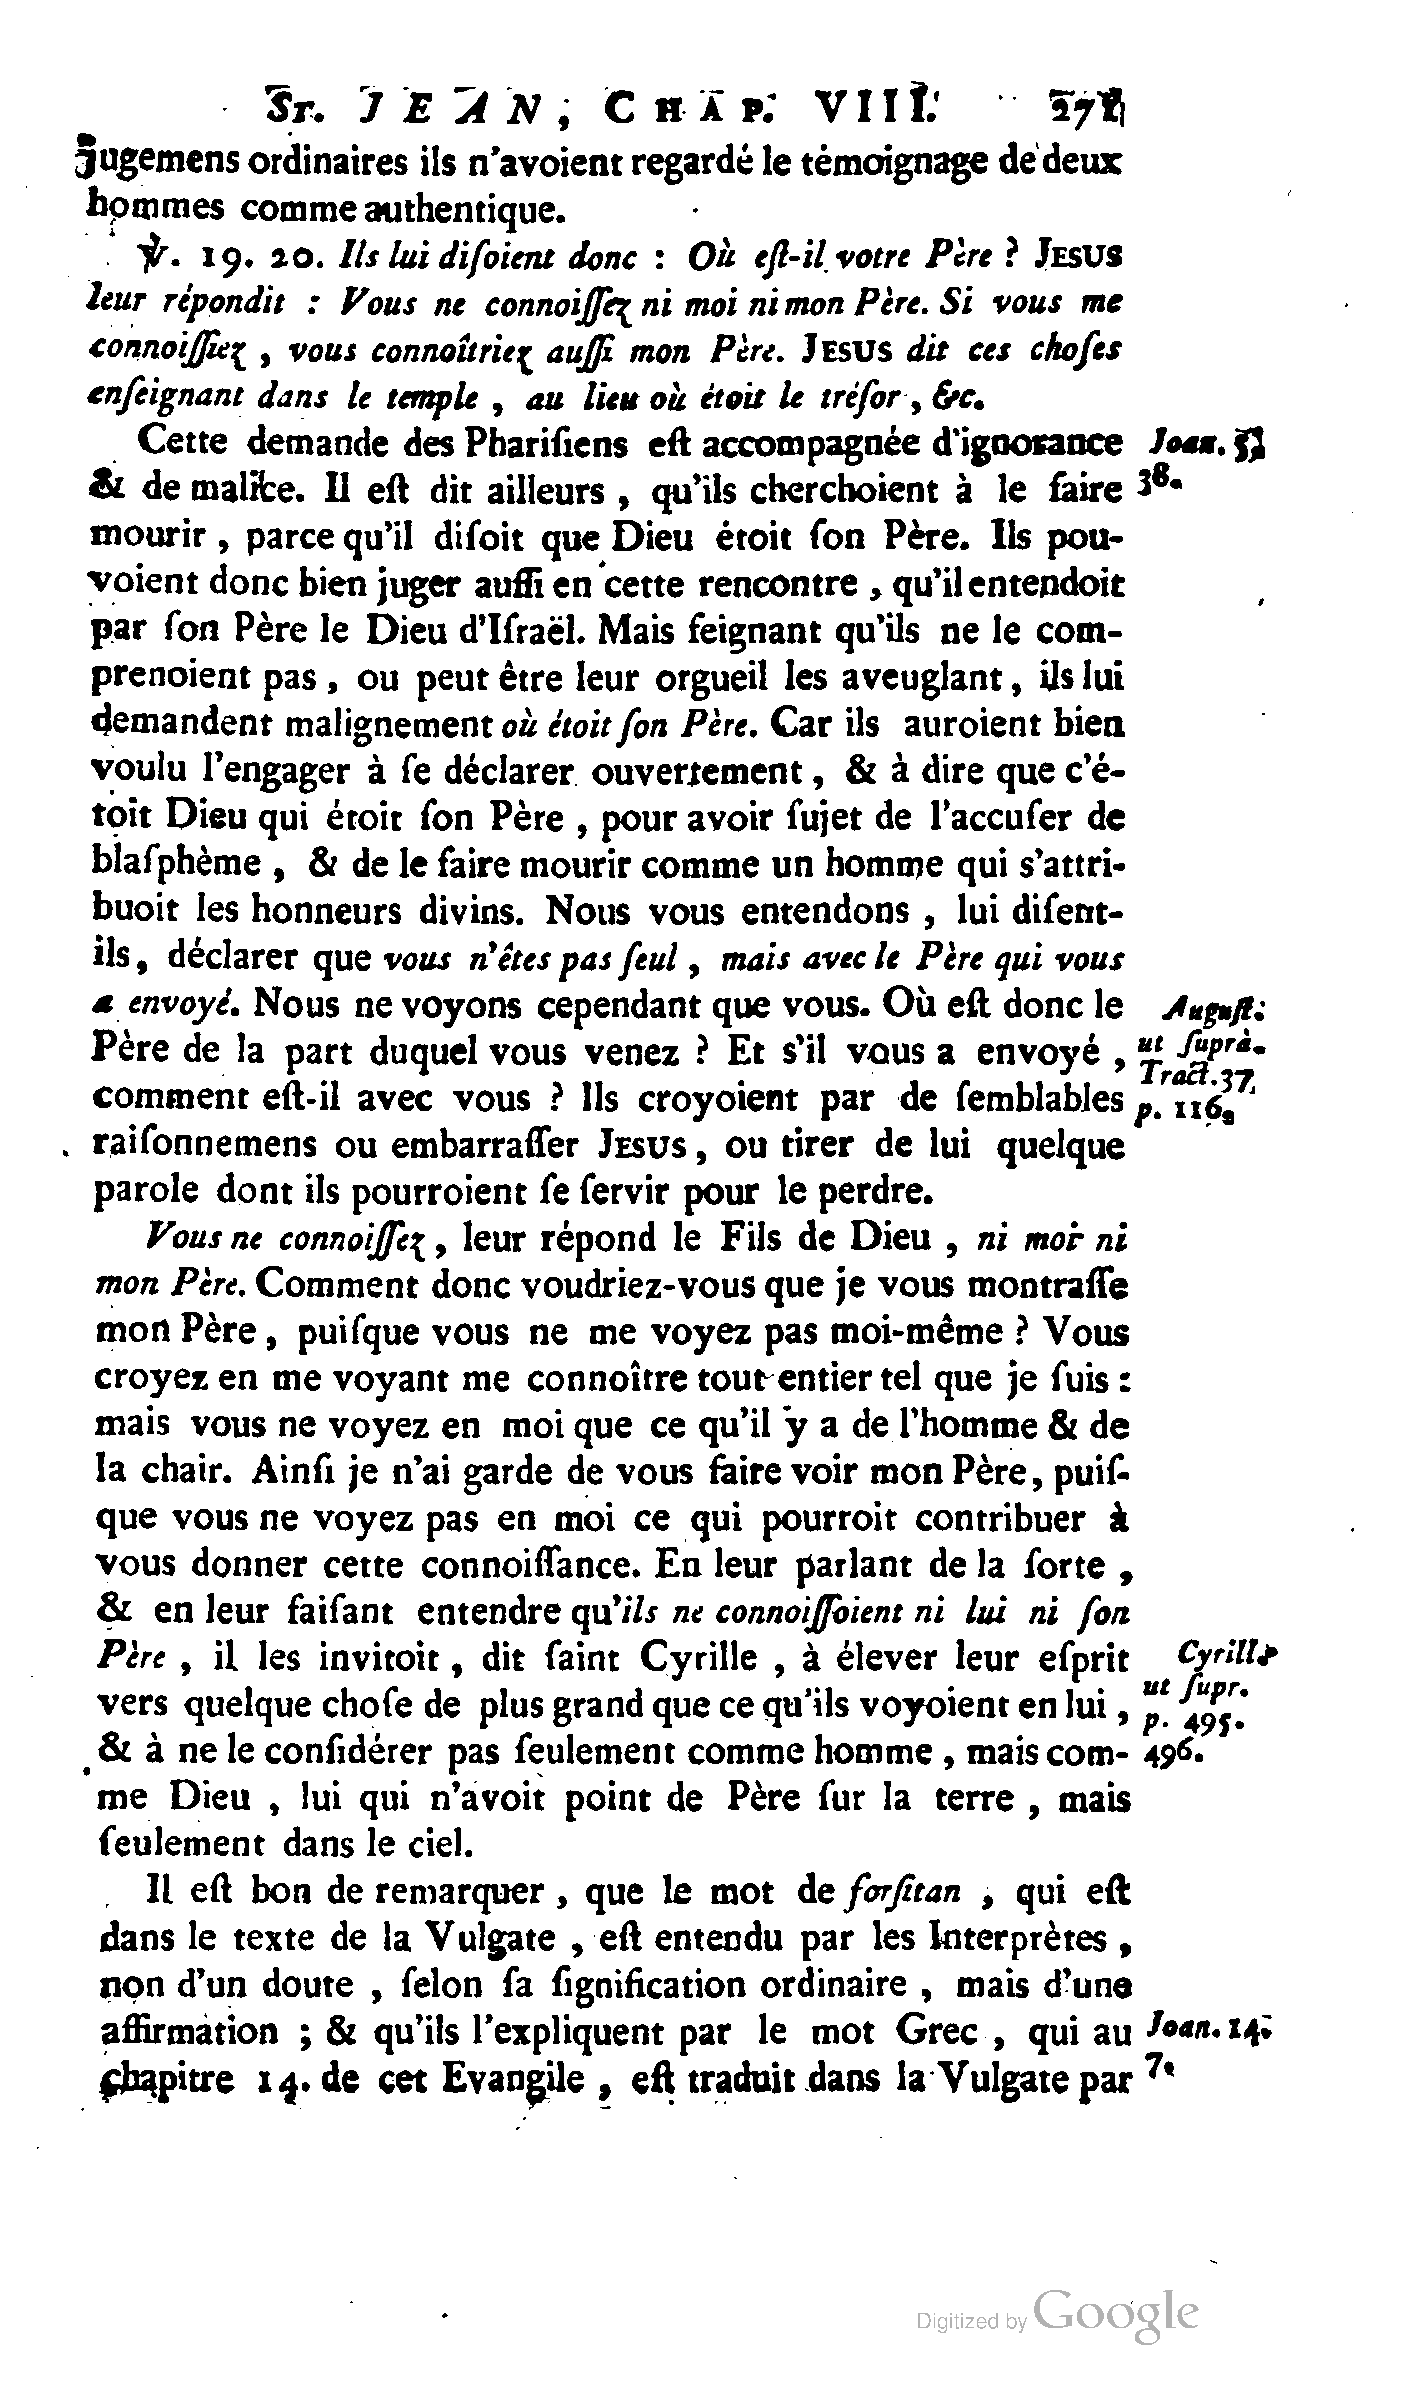 St. JEAN, CHAP. VIII. 271
jugemens ordinaires ils n'avoient regardé le témoignage de deux
hommes comme authentique.
℣. 19. 20. Ils lui diſoient donc : Où eſt-il votre Père ? JESUS
leur répondit : Vous ne connoiſſez ni moi ni mon Père. Si vous me
connoiſſiez , vous connoîtriez auſſi mon Père. JESUS dit ces choſes
enſeignant dans le temple , au lieu où étoit le tréſor , &c.
Cette demande des Phariſiens eſt accompagnée d'ignorance Joan. 5.
& de malice. Il eſt dit ailleurs , qu'ils cherchoient à le faire 38.
mourir , parce qu'il diſoit que Dieu étoit ſon Père. Ils pou-
voient donc bien juger auſſi en cette rencontre , qu'il entendoit
par ſon Père le Dieu d'Iſraël. Mais feignant qu'ils ne le com-
prenoient pas , ou peut être leur orgueil les aveuglant , ils lui
demandent malignement où étoit ſon Père. Car ils auroient bien
voulu l'engager à ſe déclarer ouvertement , & à dire que c'é-
toit Dieu qui étoit ſon Père , pour avoir ſujet de l'accuſer de
blaſphème , & de le faire mourir comme un homme qui s'attri-
buoit les honneurs divins. Nous vous entendons , lui diſent-
ils, déclarer que vous n'êtes pas ſeul , mais avec le Père qui vous
a envoyé. Nous ne voyons cependant que vous. Où eſt donc le Auguſt.
Père de la part duquel vous venez ? Et s'il vous a envoyé , ut ſuprà.
comment eſt-il avec vous ? Ils croyoient par de ſemblables Tract. 37.
raiſonnemens ou embarraſſer JESUS, ou tirer de lui quelque p. 116.
parole dont ils pourroient ſe ſervir pour le perdre.
Vous ne connoiſſez , leur répond le Fils de Dieu , ni moi ni
mon Père. Comment donc voudriez-vous que je vous montraſſe
mon Père , puiſque vous ne me voyez pas moi-même ? Vous
croyez en me voyant me connoître tout entier tel que je ſuis :
mais vous ne voyez en moi que ce qu'il y a de l'homme & de
la chair. Ainſi je n'ai garde de vous faire voir mon Père, puiſ-
que vous ne voyez pas en moi ce qui pourroit contribuer à
vous donner cette connoiſſance. En leur parlant de la ſorte ,
& en leur faiſant entendre qu'ils ne connoiſſoient ni lui ni ſon
Père , il les invitoit , dit ſaint Cyrille , à élever leur eſprit Cyrill.
vers quelque choſe de plus grand que ce qu'ils voyoient en lui , ut ſupr. p. 495.
& à ne le conſidérer pas ſeulement comme homme , mais com- 496.
me Dieu , lui qui n'avoit point de Père ſur la terre , mais
ſeulement dans le ciel.
Il eſt bon de remarquer , que le mot de forſitan , qui eſt
dans le texte de la Vulgate , eſt entendu par les Interprètes ,
non d'un doute , ſelon ſa ſignification ordinaire , mais d'une
affirmation ; & qu'ils l'expliquent par le mot Grec , qui au Joan. 14.
chapitre 14. de cet Evangile , eſt traduit dans la Vulgate par 7.
Digitized by Google